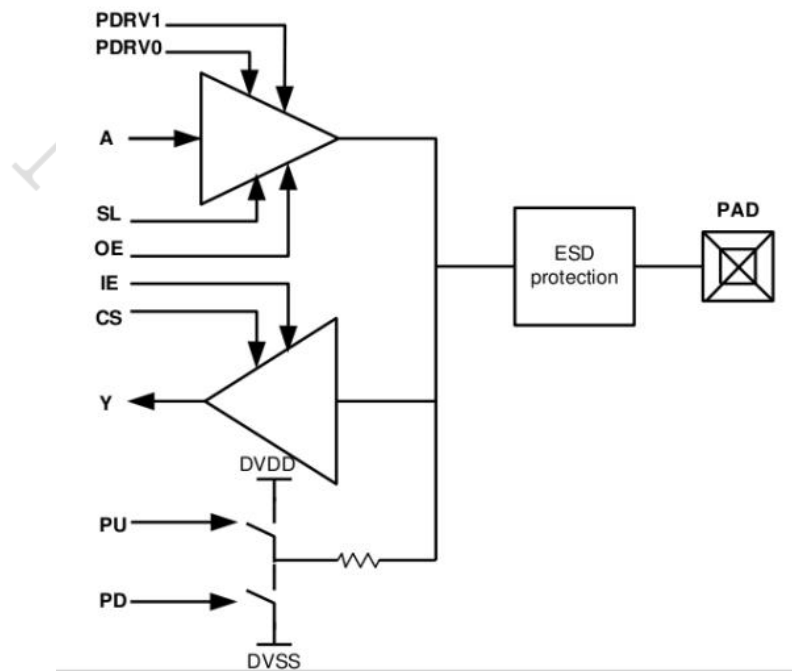 PDRV1
PDRV0
A
SL
OE
IE
CS
Y
ESD
protection
PAD
DVDD
PU
PD
DVSS